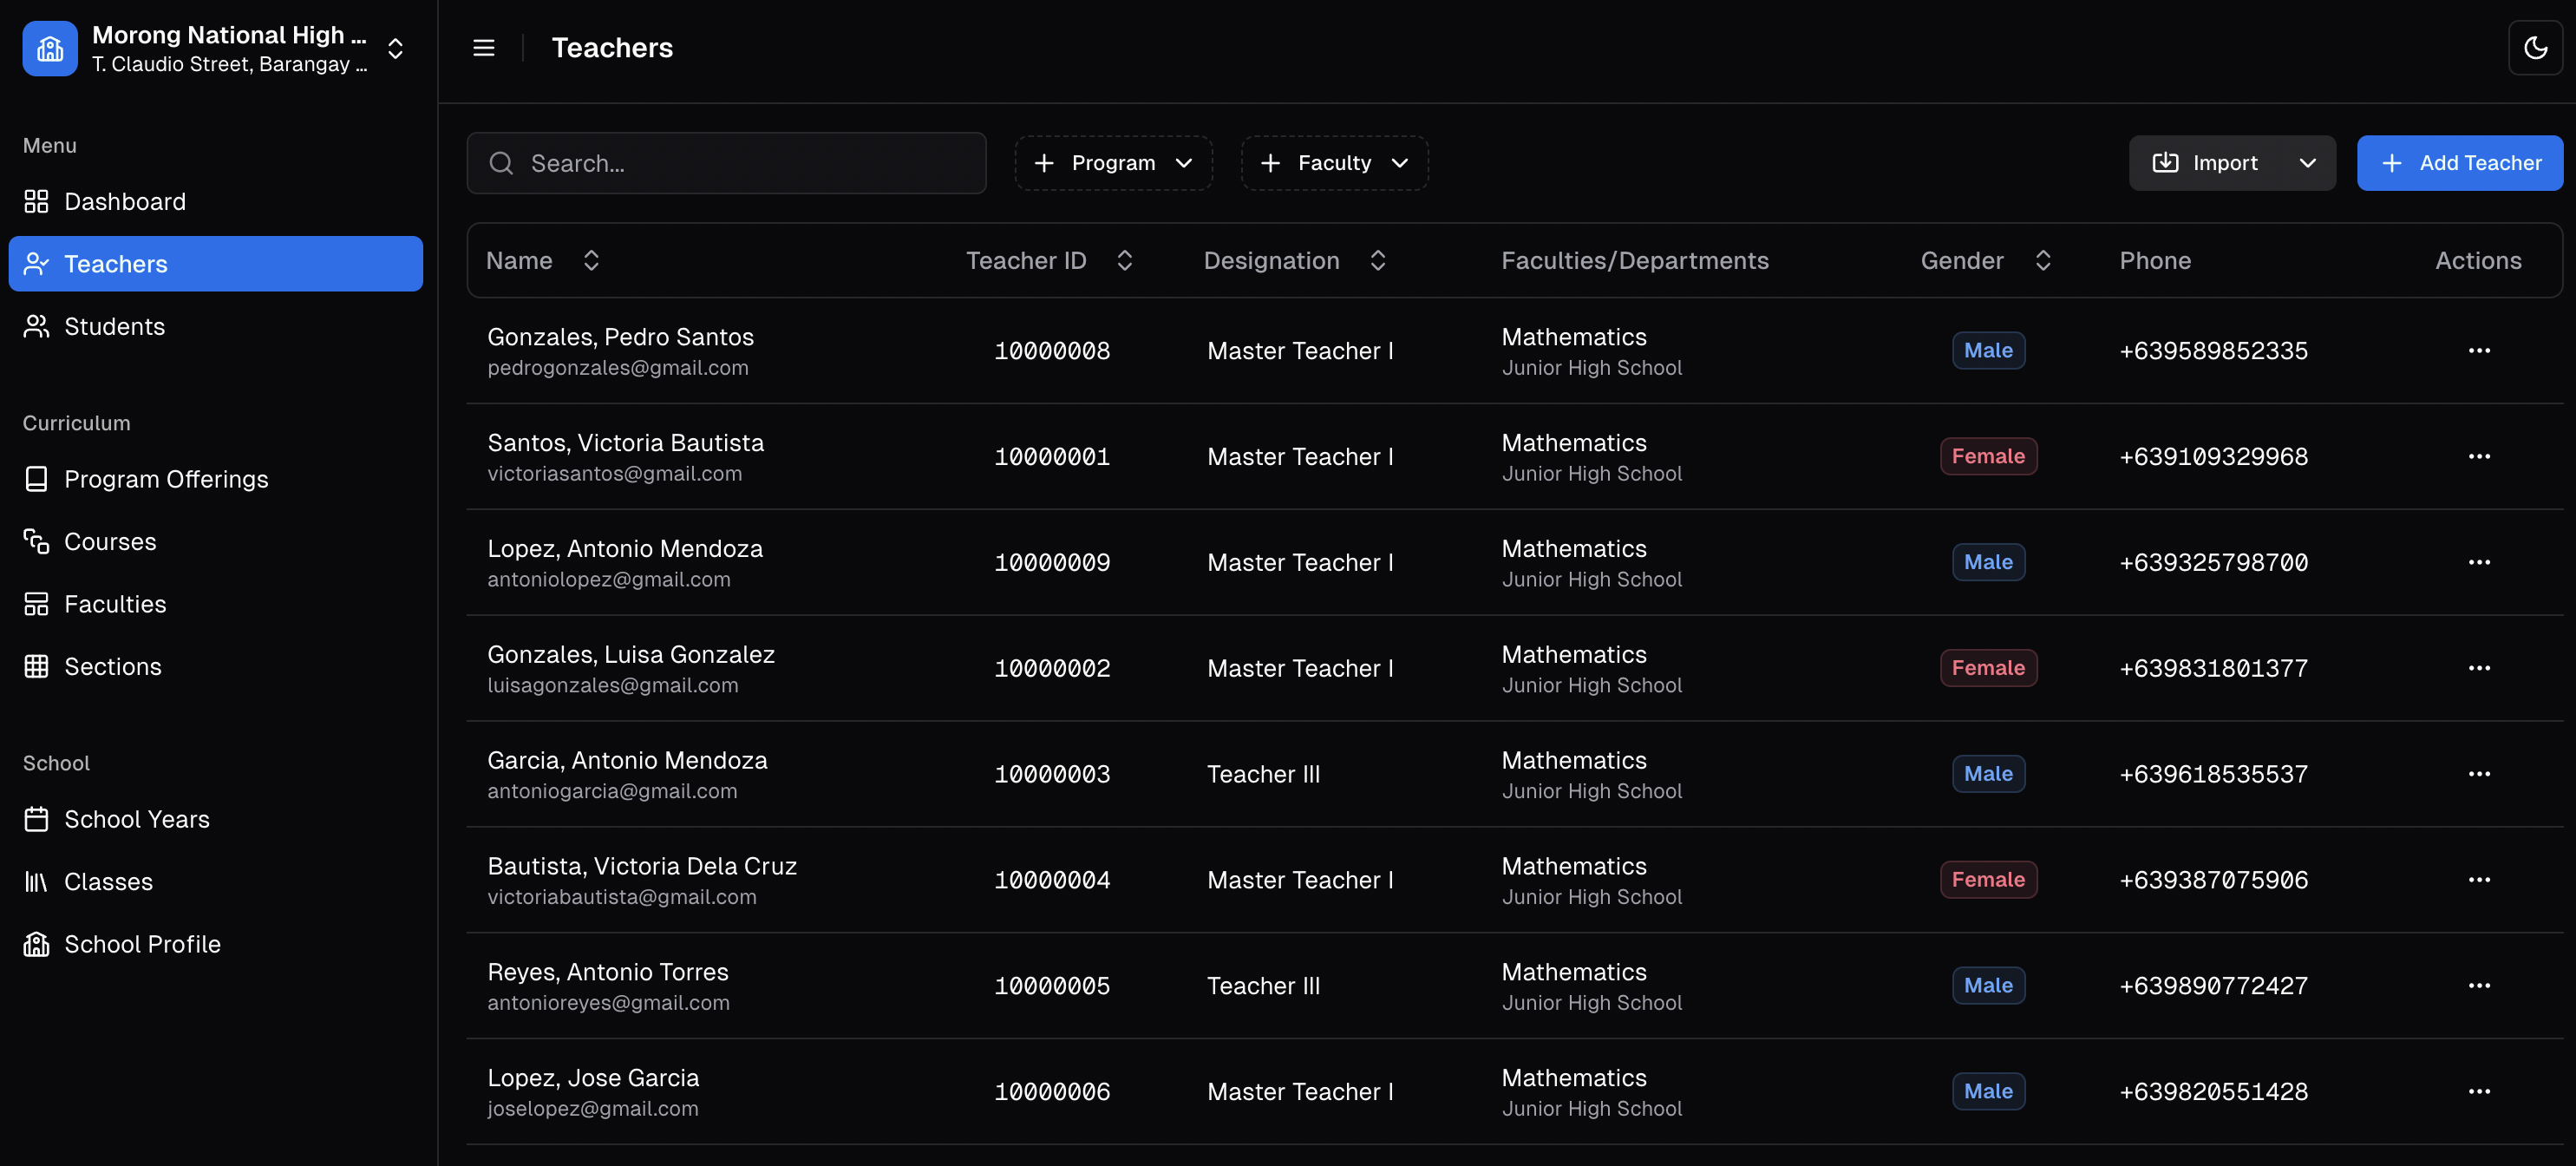 Morong National High ...
T. Claudio Street, Barangay ...
Menu
Dashboard
Teachers
Students
Curriculum
Program Offerings
Courses
Faculties
Sections
School
School Years
Classes
School Profile
Teachers
Search...
Program
Faculty
Import
Add Teacher
Name Teacher ID Designation Faculties/Departments Gender Phone Actions
Gonzales, Pedro Santos 10000008 Master Teacher I Mathematics Male +639589852335
pedrogonzales@gmail.com Junior High School
Santos, Victoria Bautista 10000001 Master Teacher I Mathematics Female +639109329968
victoriasantos@gmail.com Junior High School
Lopez, Antonio Mendoza 10000009 Master Teacher I Mathematics Male +639325798700
antoniolopez@gmail.com Junior High School
Gonzales, Luisa Gonzalez 10000002 Master Teacher I Mathematics Female +639831801377
luisagonzales@gmail.com Junior High School
Garcia, Antonio Mendoza 10000003 Teacher III Mathematics Male +639618535537
antoniogarcia@gmail.com Junior High School
Bautista, Victoria Dela Cruz 10000004 Master Teacher I Mathematics Female +639387075906
victoriabautista@gmail.com Junior High School
Reyes, Antonio Torres 10000005 Teacher III Mathematics Male +639890772427
antonioreyes@gmail.com Junior High School
Lopez, Jose Garcia 10000006 Master Teacher I Mathematics Male +639820551428
joselopez@gmail.com Junior High School